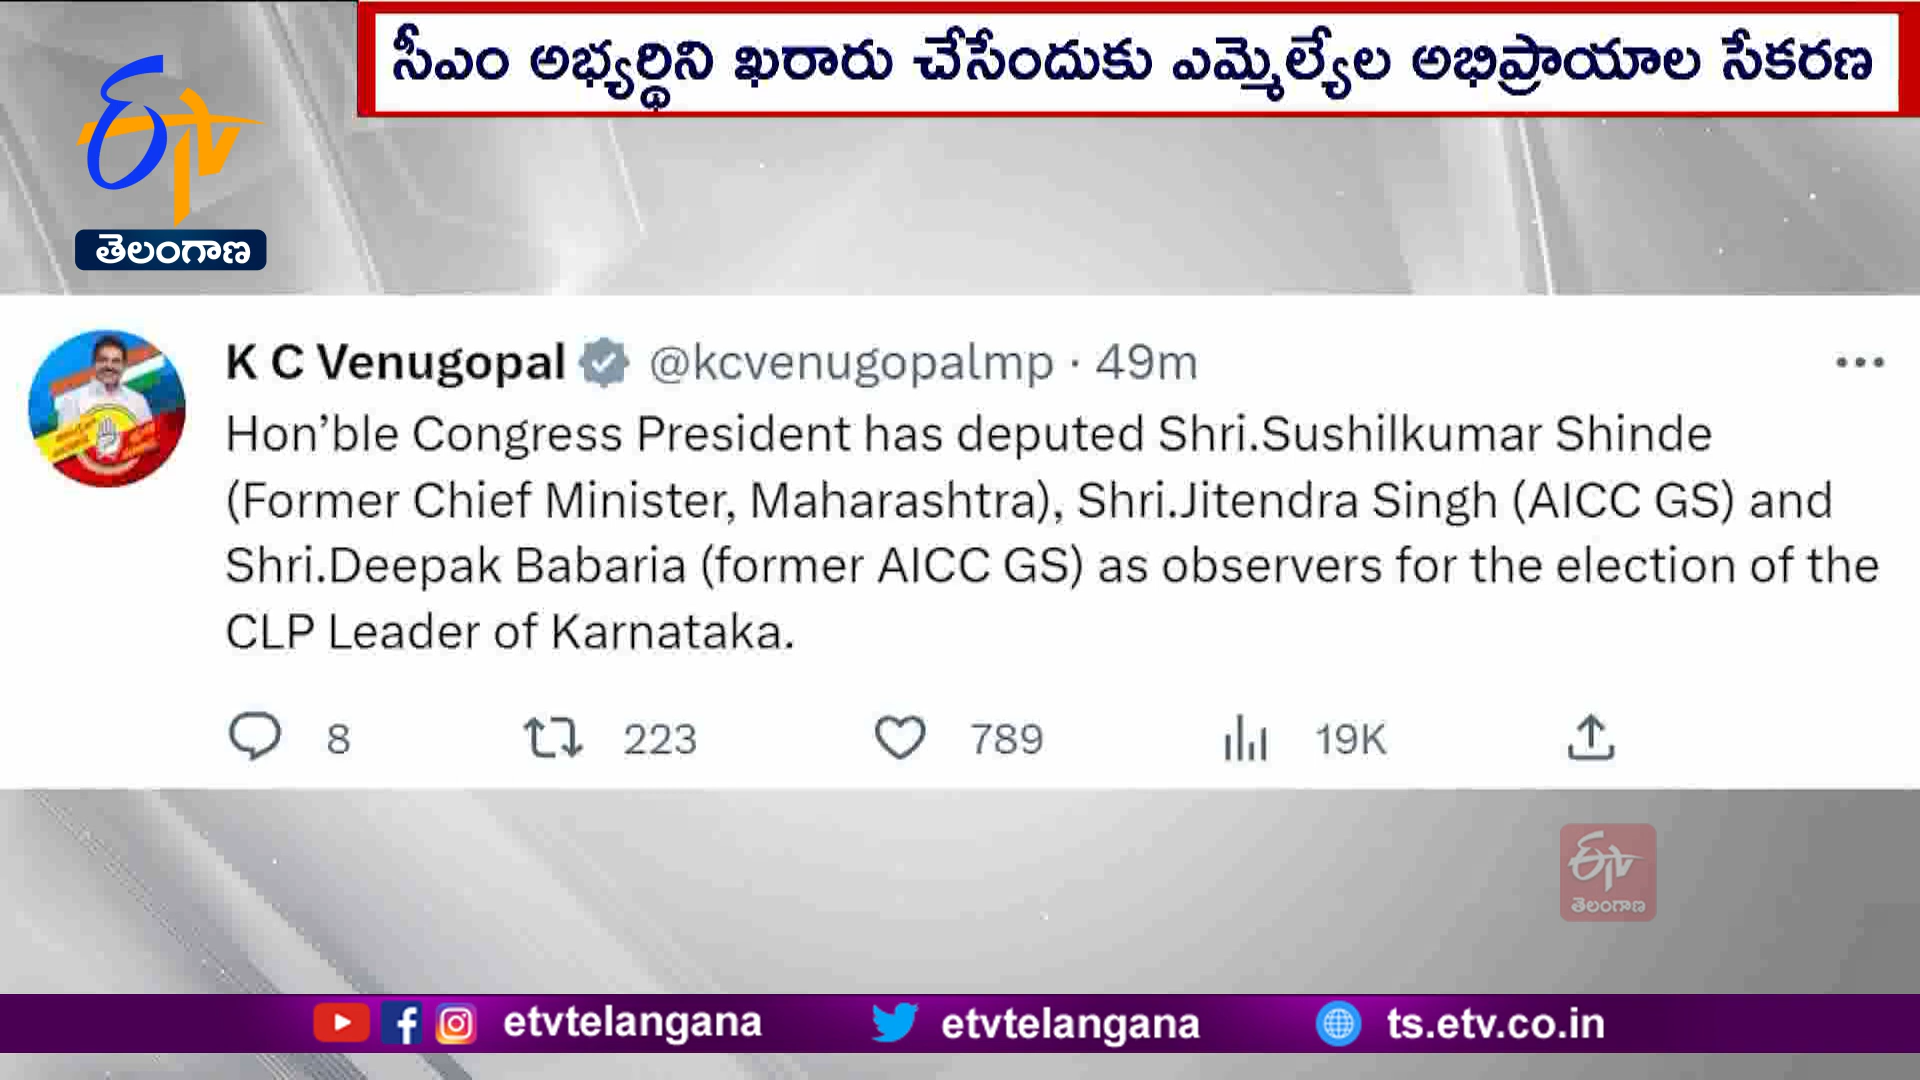 సీఎం అభ్యర్థిని ఖరారు చేసేందుకు ఎమ్మెల్యేల అభిప్రాయాల సేకరణ
ETV
తెలంగాణ
K C Venugopal @kcvenugopalmp · 49m
Hon’ble Congress President has deputed Shri.Sushilkumar Shinde
(Former Chief Minister, Maharashtra), Shri.Jitendra Singh (AICC GS) and
Shri.Deepak Babaria (former AICC GS) as observers for the election of the
CLP Leader of Karnataka.
8 223 789 19K
ETV
తెలంగాణ
etvtelangana etvtelangana ts.etv.co.in